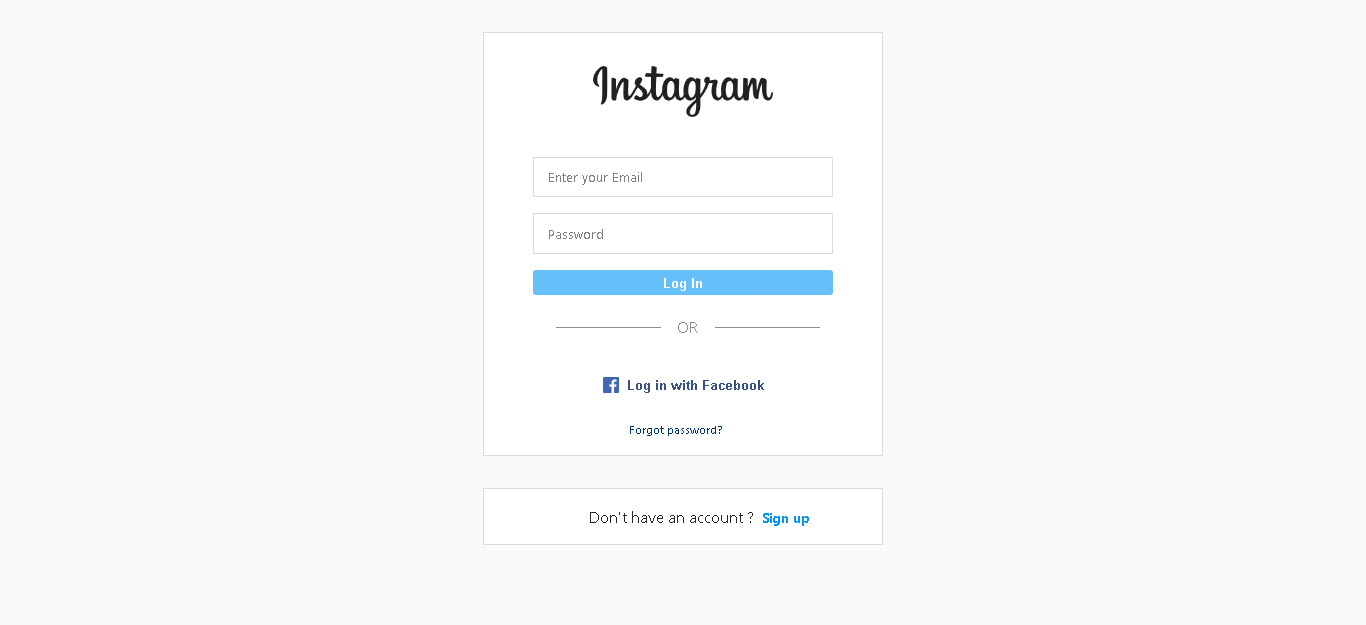 Instagram
Enter your Email
Password
Log In
OR
Log in with Facebook
Forgot password?
Don't have an account ? Sign up